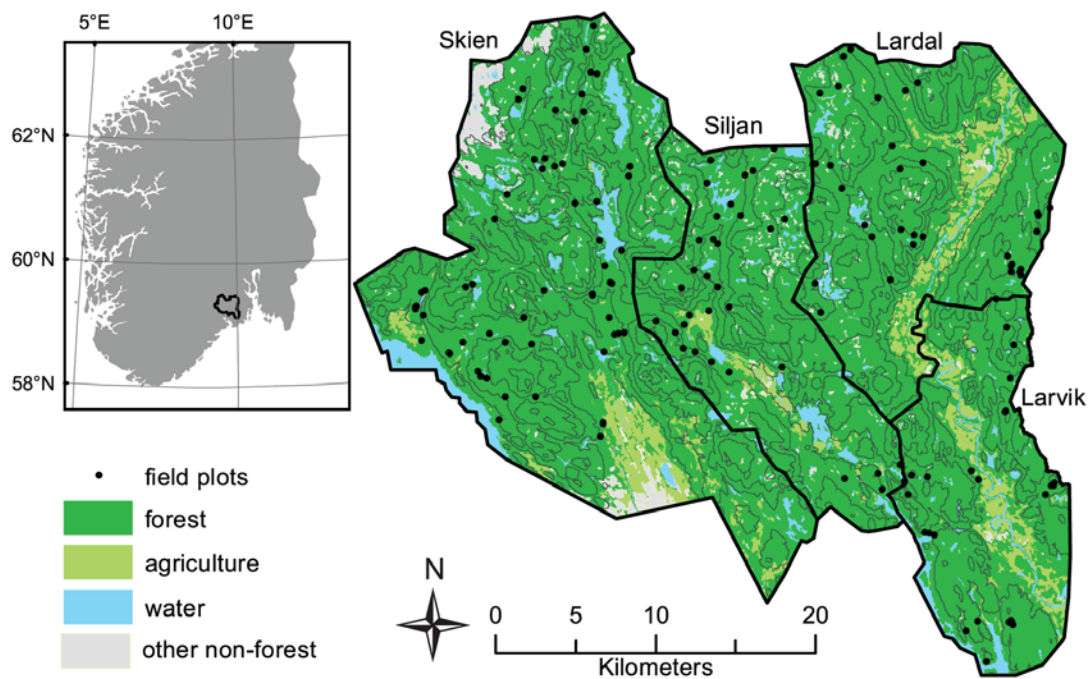 5°E 10°E
62°N
60°N
58°N
Skien
Siljan
Lardal
Larvik
field plots
forest
agriculture
water
other non-forest
N
0 5 10 20
Kilometers